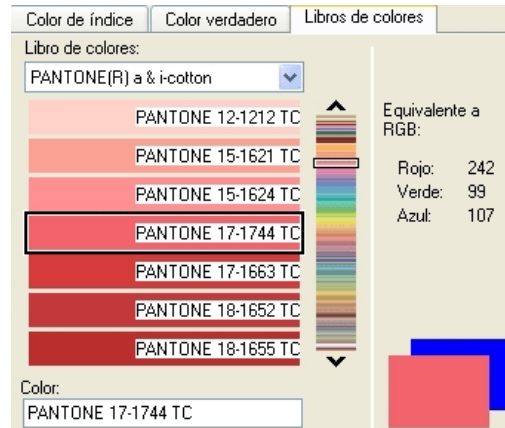 Color de índice
Color verdadero
Libros de colores
Libro de colores:
PANTONE(R) a & i-cotton
PANTONE 12-1212 TC
PANTONE 15-1621 TC
PANTONE 15-1624 TC
PANTONE 17-1744 TC
PANTONE 17-1663 TC
PANTONE 18-1652 TC
PANTONE 18-1655 TC
Color:
PANTONE 17-1744 TC
Equivalente a
RGB:
Rojo: 242
Verde: 99
Azul: 107